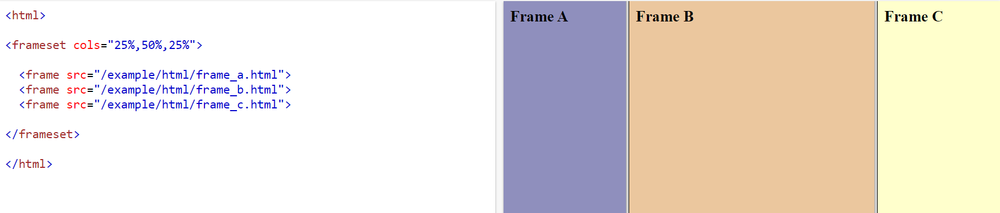 <html>
<frameset cols="25%,50%,25%">
<frame src="/example/html/frame_a.html">
<frame src="/example/html/frame_b.html">
<frame src="/example/html/frame_c.html">
</frameset>
</html>
Frame A
Frame B
Frame C